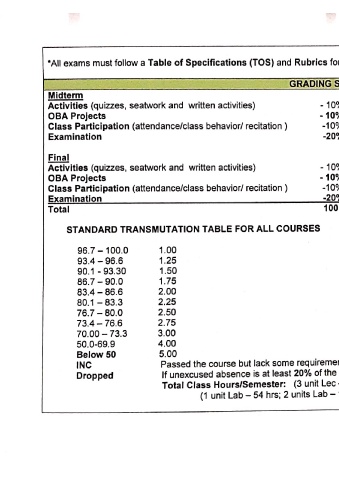 *All exams must follow a Table of Specifications (TOS) and Rubrics for
GRADING S
Midterm
Activities (quizzes, seatwork and written activities) - 10%
OBA Projects - 10%
Class Participation (attendance/class behavior/ recitation ) -10%
Examination -20%
Final
Activities (quizzes, seatwork and written activities) - 10%
OBA Projects - 10%
Class Participation (attendance/class behavior/ recitation ) -10%
Examination -20%
Total 100
STANDARD TRANSMUTATION TABLE FOR ALL COURSES
96.7 – 100.0 1.00
93.4 – 96.6 1.25
90.1 - 93.30 1.50
86.7 – 90.0 1.75
83.4 – 86.6 2.00
80.1 – 83.3 2.25
76.7 – 80.0 2.50
73.4 – 76.6 2.75
70.00 – 73.3 3.00
50.0-69.9 4.00
Below 50 5.00
INC Passed the course but lack some requiremen
Dropped If unexcused absence is at least 20% of the
Total Class Hours/Semester: (3 unit Lec -
(1 unit Lab – 54 hrs; 2 units Lab –